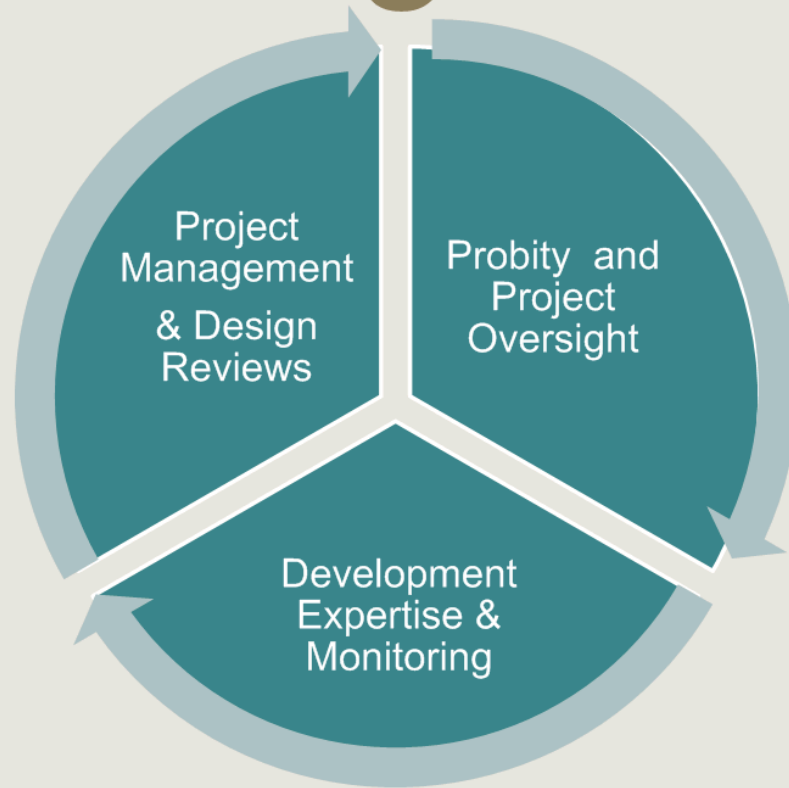 Project
Management
& Design
Reviews
Probity  and
Project
Oversight
Development
Expertise &
Monitoring